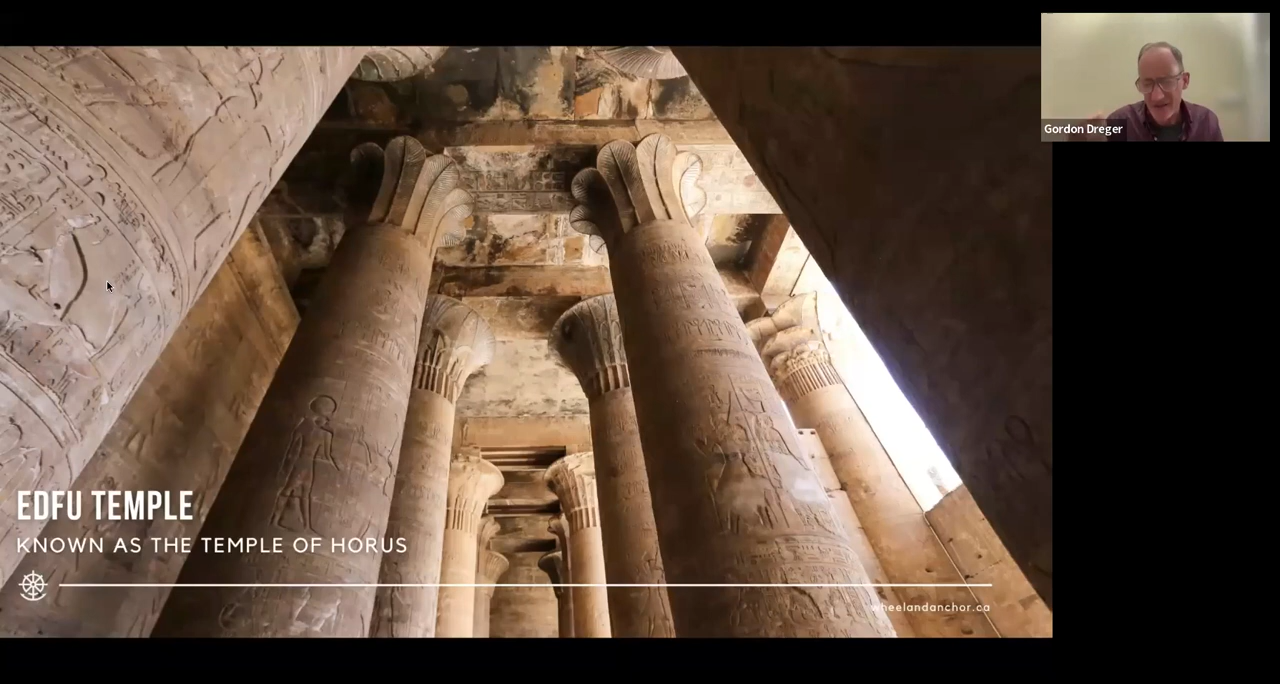 Gordon Dreger
EDFU TEMPLE
KNOWN AS THE TEMPLE OF HORUS
wheelandanchor.ca